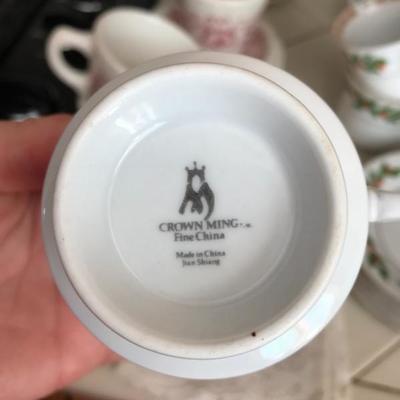 CROWN MING T.M.
Fine China
Made in China
Jian Shiang